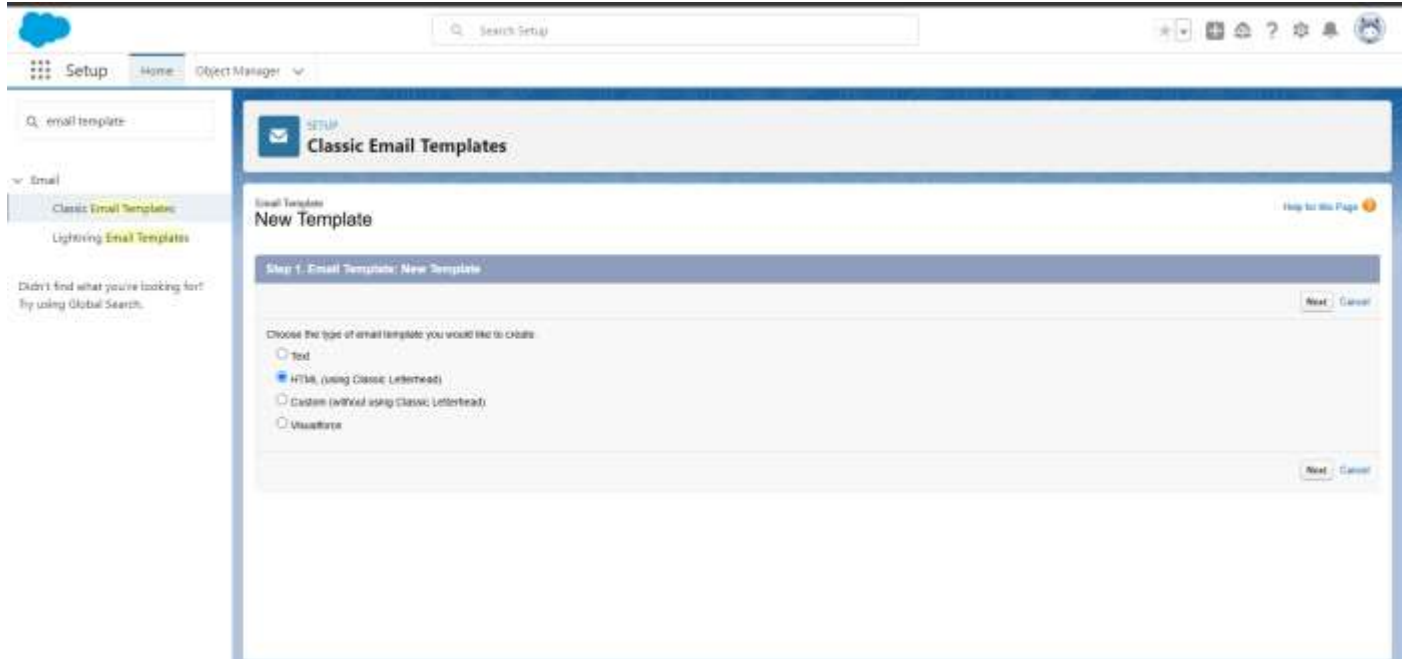 Search Setup
Setup
Home
Object Manager
email template
Email
Classic Email Templates
Lightning Email Templates
Didn't find what you're looking for?
Try using Global Search.
SETUP
Classic Email Templates
Email Template
New Template
Help for this Page
Step 1. Email Template: New Template
Next Cancel
Choose the type of email template you would like to create
Text
HTML (using Classic Letterhead)
Custom (without using Classic Letterhead)
Visualforce
Next Cancel